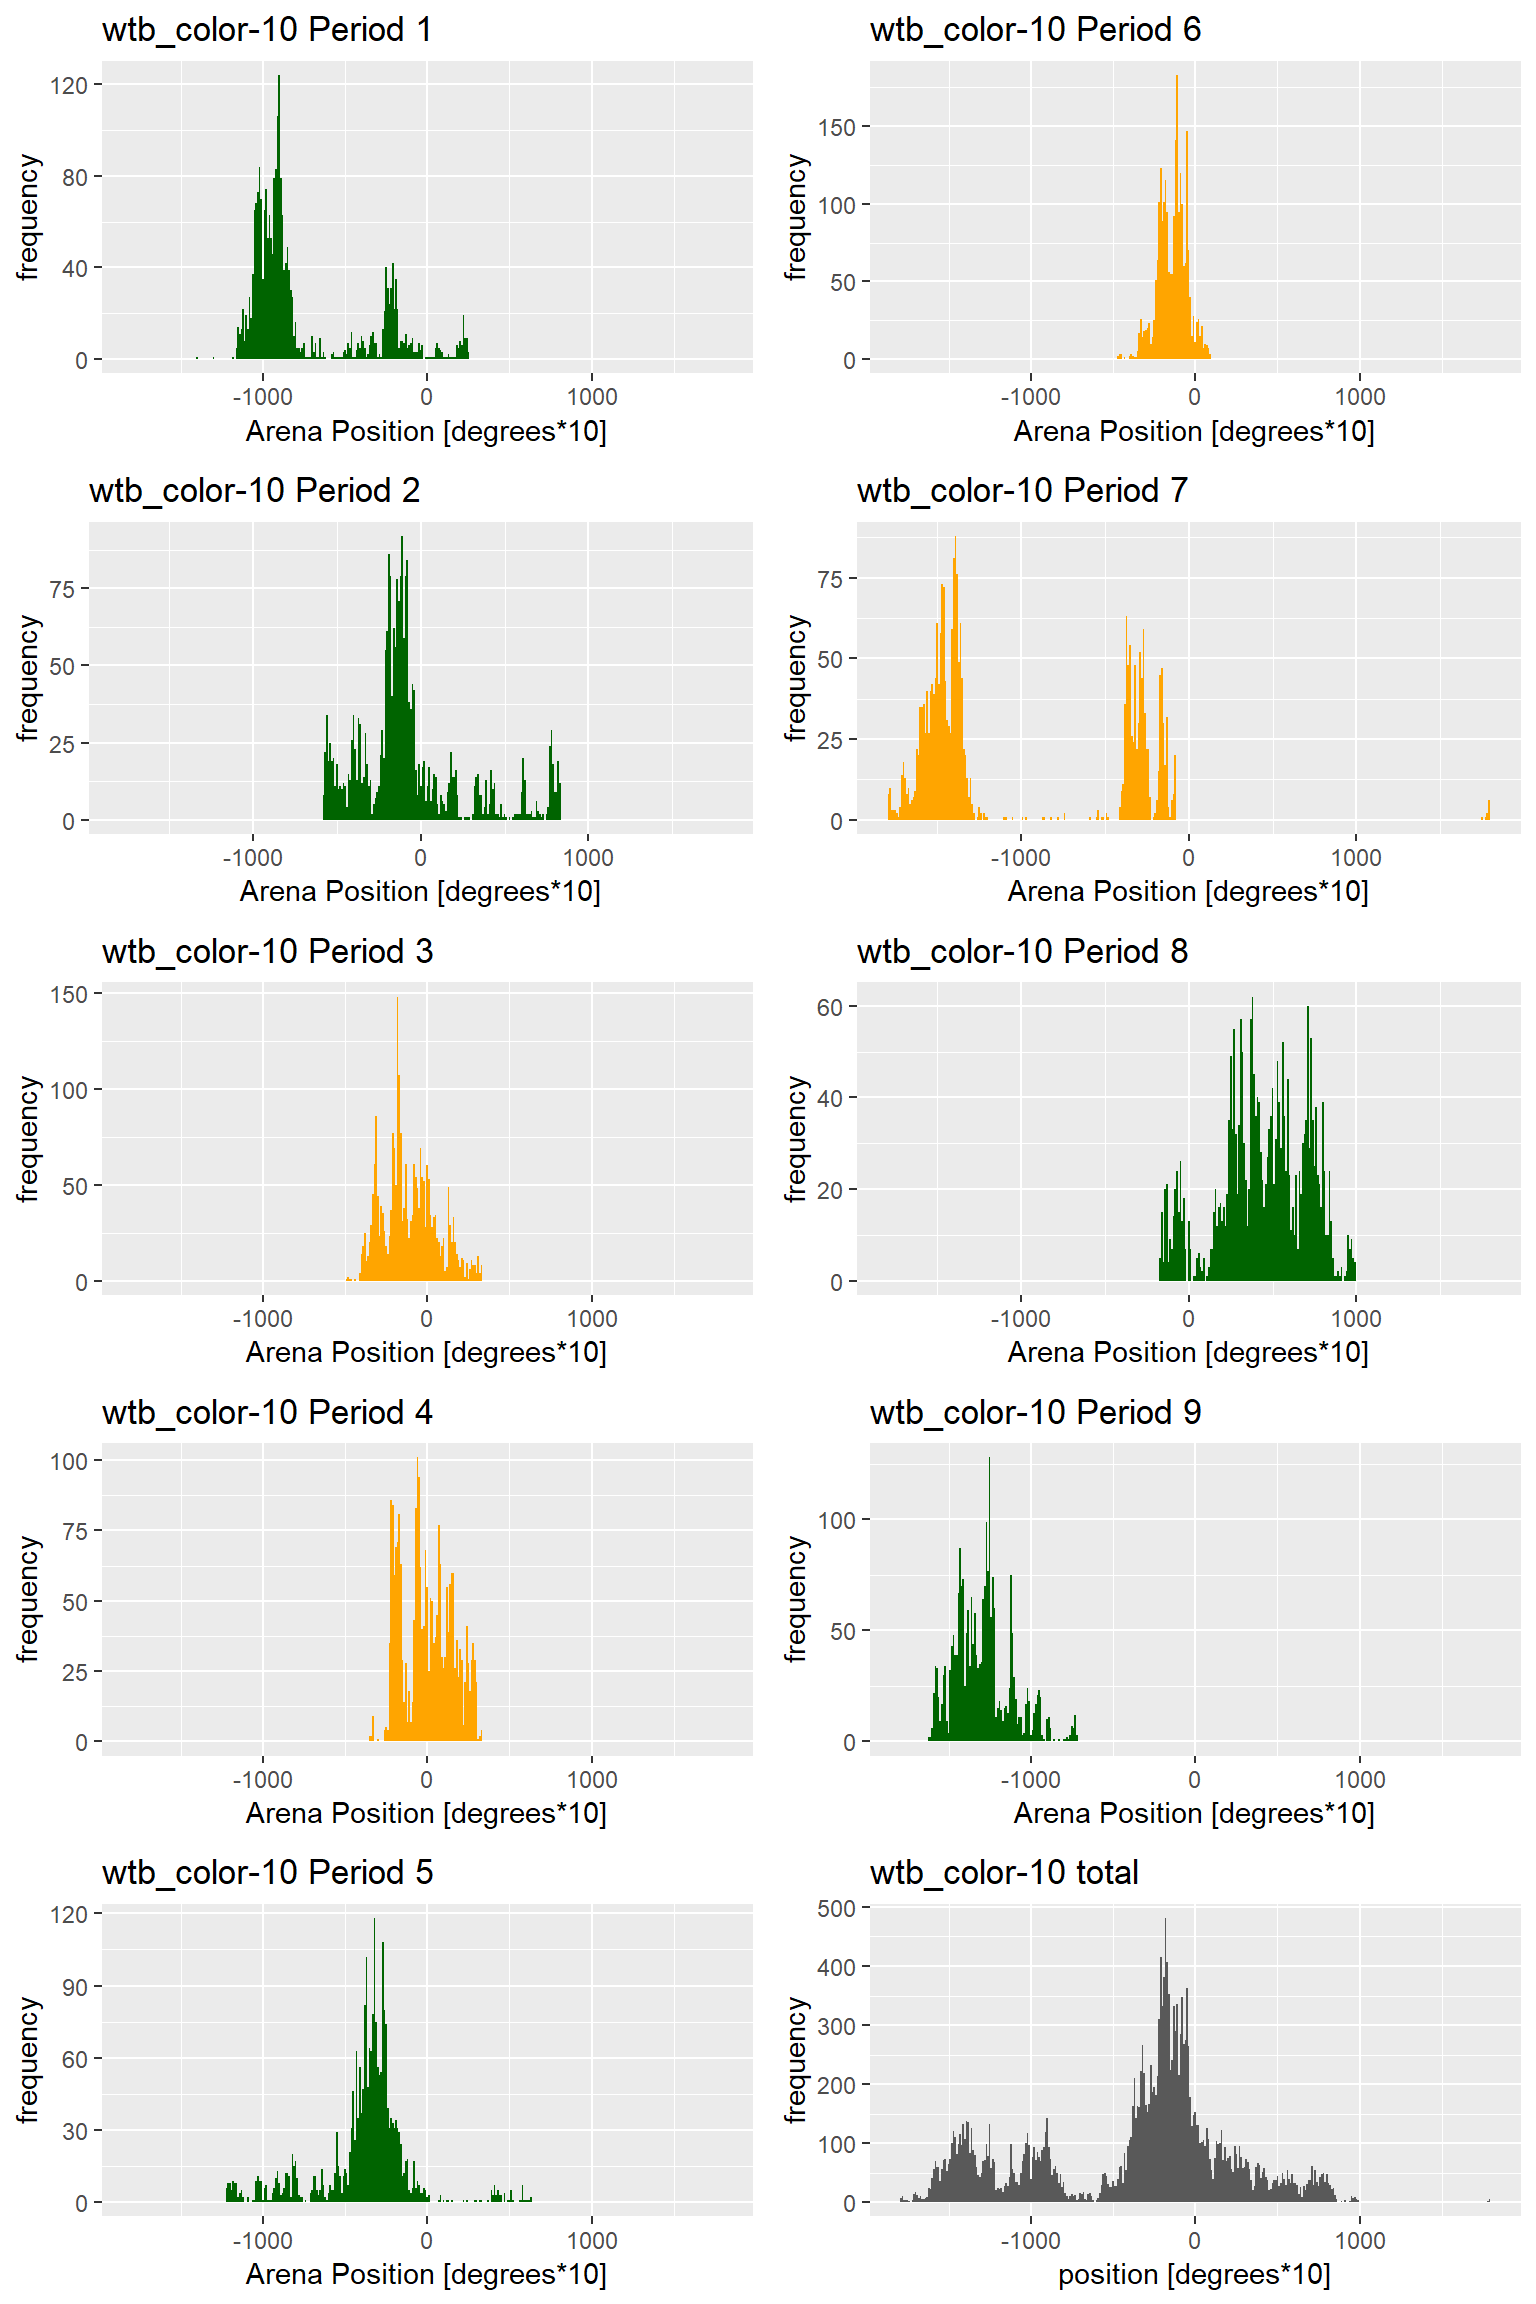 wtb_color-10 Period 1
120
80
40
0
frequency
-1000 0 1000
Arena Position [degrees*10]
wtb_color-10 Period 2
75
50
25
0
frequency
-1000 0 1000
Arena Position [degrees*10]
wtb_color-10 Period 3
150
100
50
0
frequency
-1000 0 1000
Arena Position [degrees*10]
wtb_color-10 Period 4
100
75
50
25
0
frequency
-1000 0 1000
Arena Position [degrees*10]
wtb_color-10 Period 5
120
90
60
30
0
frequency
-1000 0 1000
Arena Position [degrees*10]
wtb_color-10 Period 6
150
100
50
0
frequency
-1000 0 1000
Arena Position [degrees*10]
wtb_color-10 Period 7
75
50
25
0
frequency
-1000 0 1000
Arena Position [degrees*10]
wtb_color-10 Period 8
60
40
20
0
frequency
-1000 0 1000
Arena Position [degrees*10]
wtb_color-10 Period 9
100
50
0
frequency
-1000 0 1000
Arena Position [degrees*10]
wtb_color-10 total
500
400
300
200
100
0
frequency
-1000 0 1000
position [degrees*10]